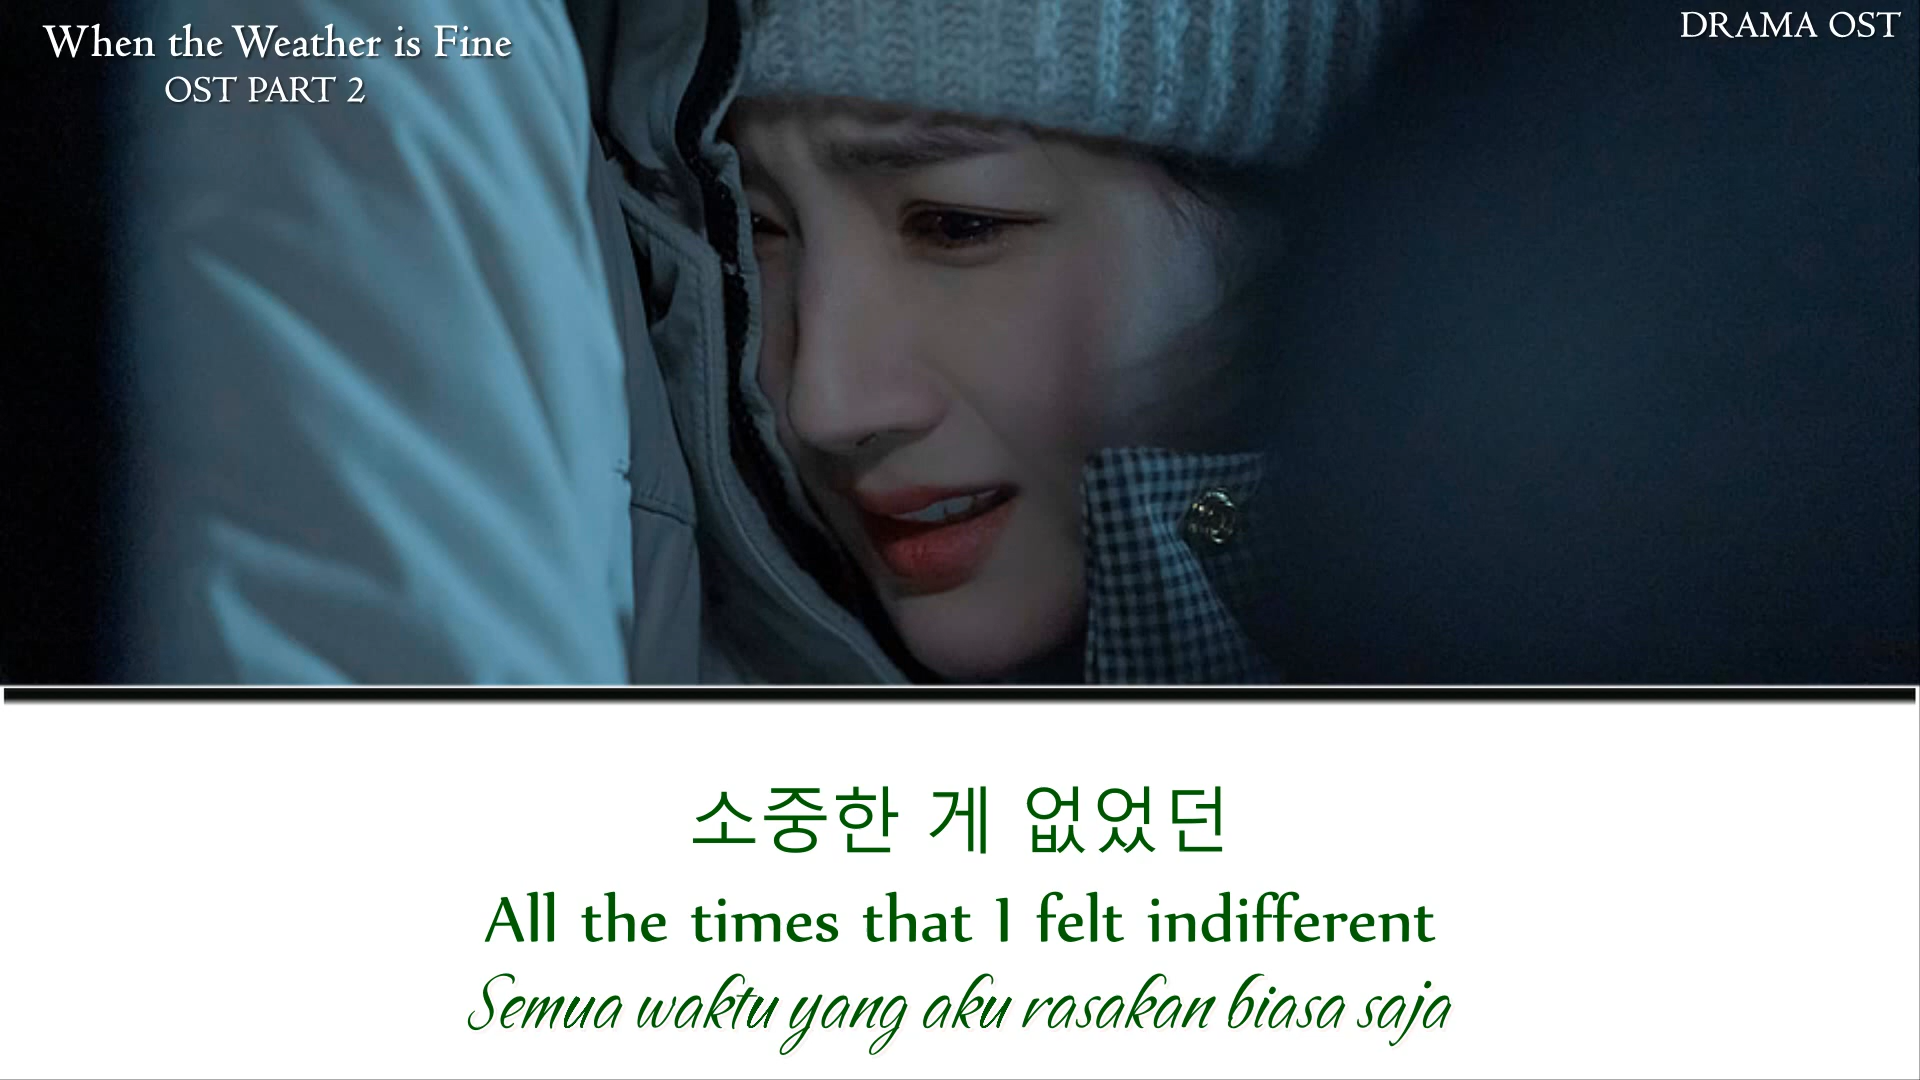 When the Weather is Fine
OST PART 2
DRAMA OST
소중한 게 없었던
All the times that I felt indifferent
Semua waktu yang aku rasakan biasa saja